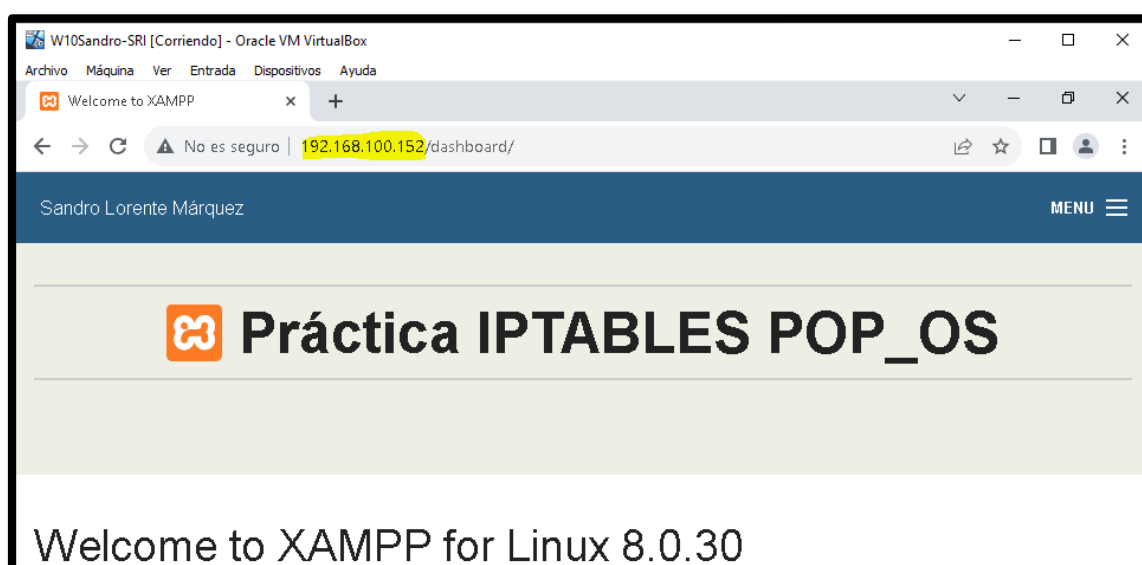 W10Sandro-SRI [Corriendo] - Oracle VM VirtualBox
Archivo Máquina Ver Entrada Dispositivos Ayuda
Welcome to XAMPP
No es seguro | 192.168.100.152/dashboard/
Sandro Lorente Márquez
MENU
Práctica IPTABLES POP_OS
Welcome to XAMPP for Linux 8.0.30